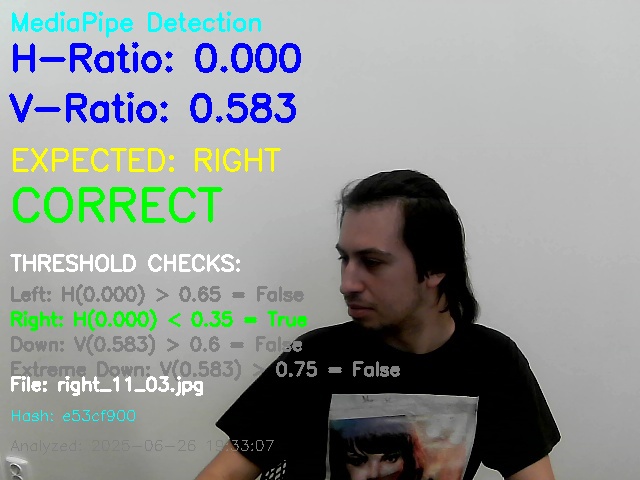 MediaPipe Detection
H-Ratio: 0.000
V-Ratio: 0.583
EXPECTED: RIGHT
CORRECT
THRESHOLD CHECKS:
Left: H(0.000) > 0.65 = False
Right: H(0.000) < 0.35 = True
Down: V(0.583) > 0.6 = False
Extreme Down: V(0.583) > 0.75 = False
File: right_11_03.jpg
Hash: e53cf900
Analyzed: 2025-06-26 19:33:07